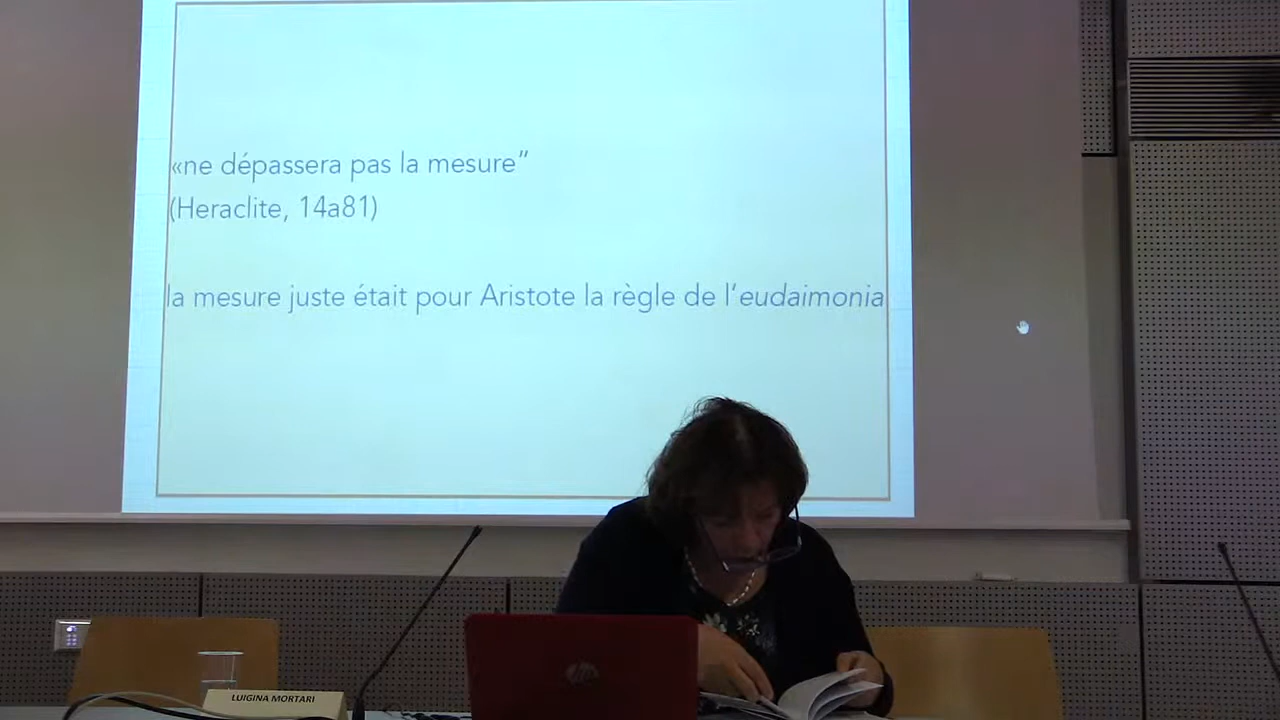 «ne dépassera pas la mesure”
(Heraclite, 14a81)
la mesure juste était pour Aristote la règle de l’eudaimonia
LUIGINA MORTARI
hp